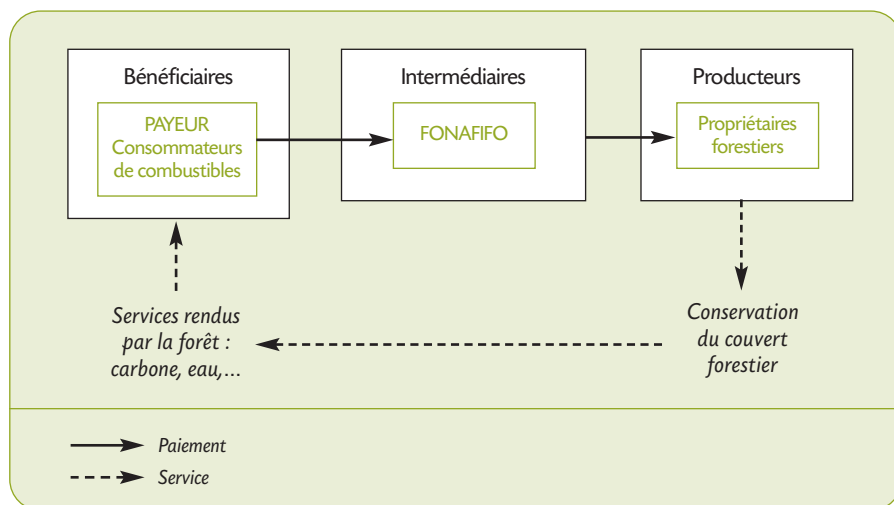 Bénéficiaires
PAYEUR
Consommateurs
de combustibles
Intermédiaires
FONAFIFO
Producteurs
Propriétaires
forestiers
Services rendus
par la forêt :
carbone, eau,...
Conservation
du couvert
forestier
Paiement
Service